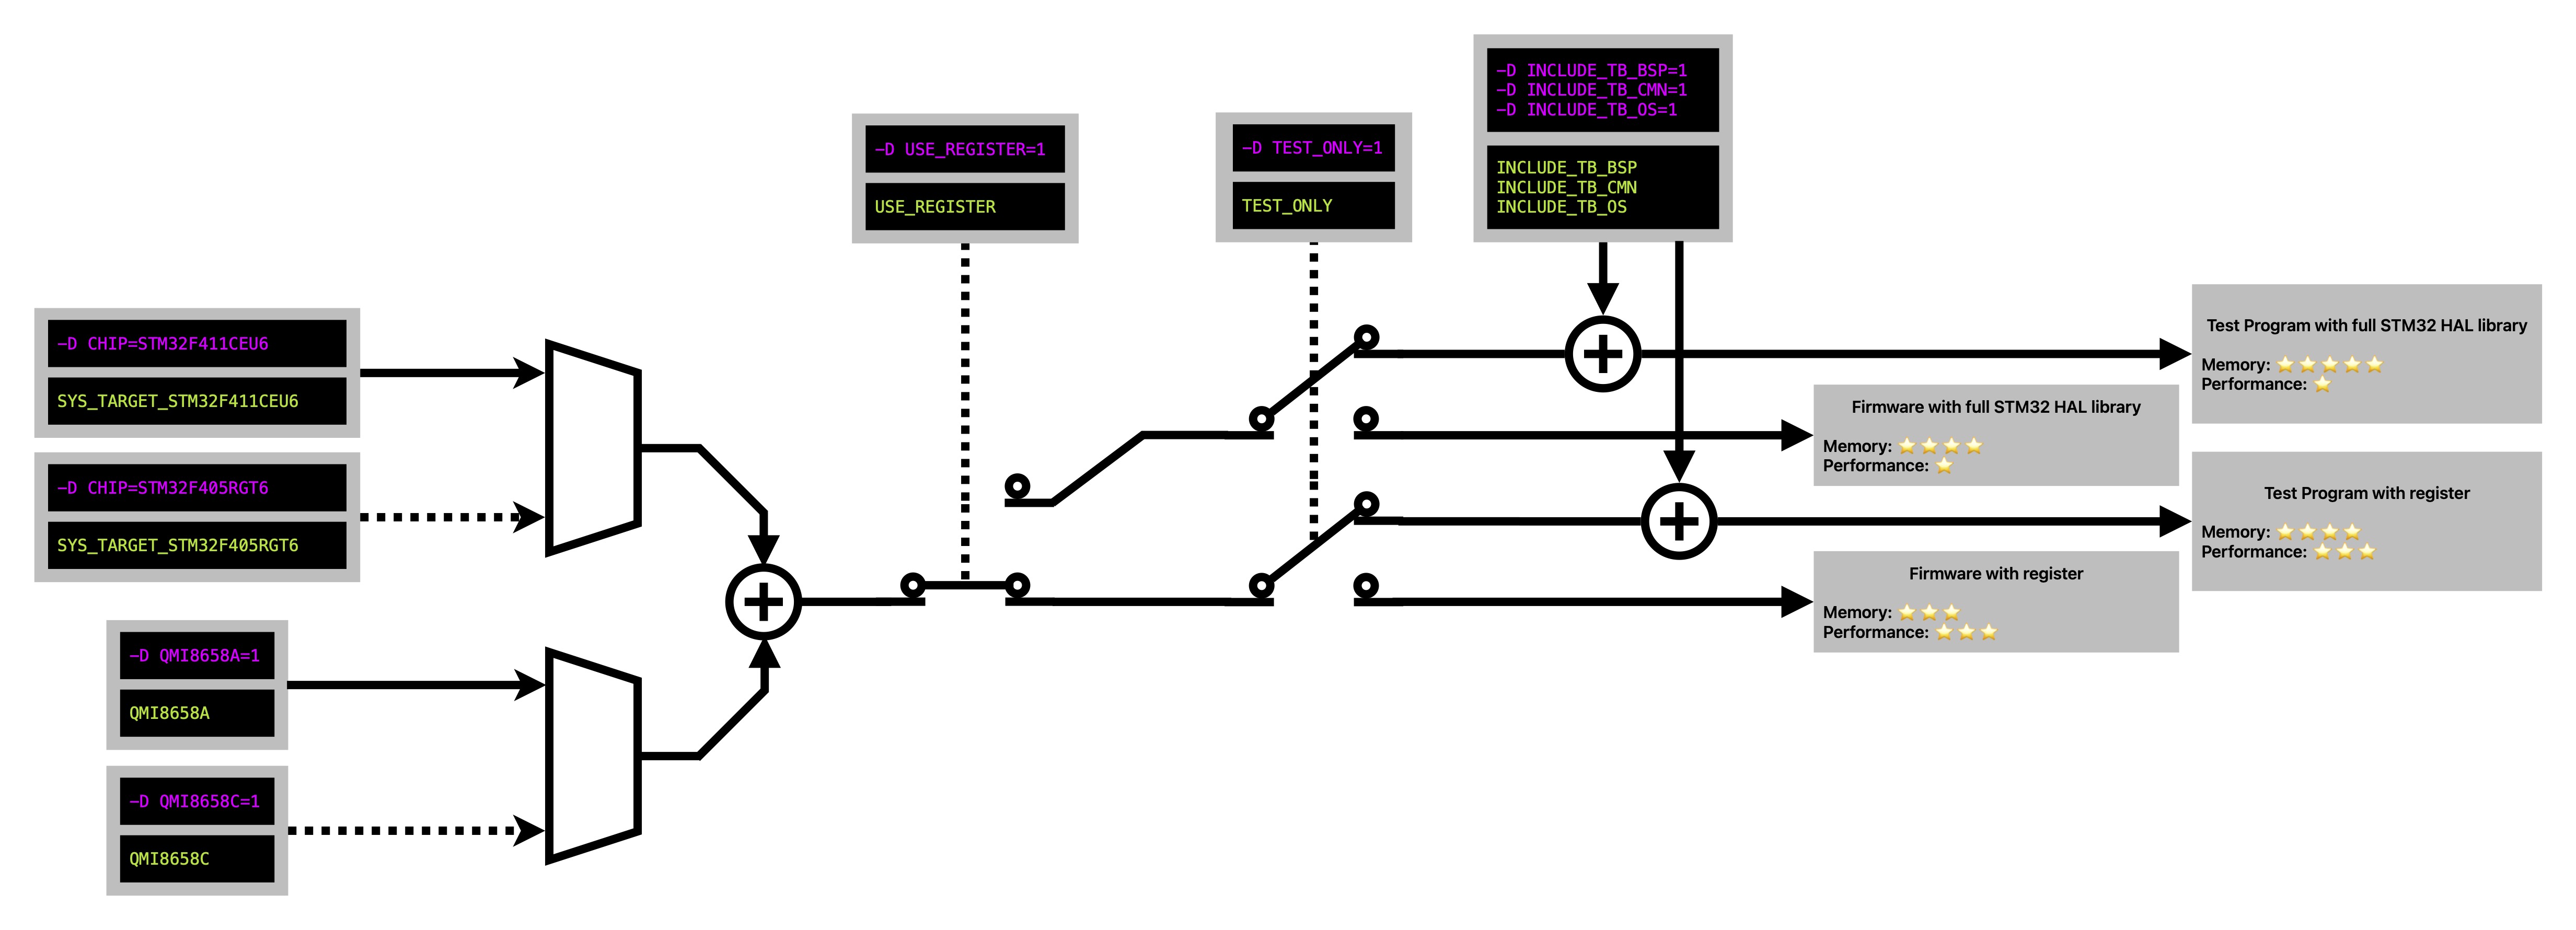 -D INCLUDE_TB_BSP=1
-D INCLUDE_TB_CMN=1
-D INCLUDE_TB_OS=1
INCLUDE_TB_BSP
INCLUDE_TB_CMN
INCLUDE_TB_OS
-D USE_REGISTER=1
USE_REGISTER
-D TEST_ONLY=1
TEST_ONLY
-D CHIP=STM32F411CEU6
SYS_TARGET_STM32F411CEU6
-D CHIP=STM32F405RGT6
SYS_TARGET_STM32F405RGT6
-D QMI8658A=1
QMI8658A
-D QMI8658C=1
QMI8658C
Test Program with full STM32 HAL library
Memory: ⭐⭐⭐⭐⭐
Performance: ⭐
Firmware with full STM32 HAL library
Memory: ⭐⭐⭐⭐
Performance: ⭐
Test Program with register
Memory: ⭐⭐⭐⭐
Performance: ⭐⭐⭐
Firmware with register
Memory: ⭐⭐⭐
Performance: ⭐⭐⭐